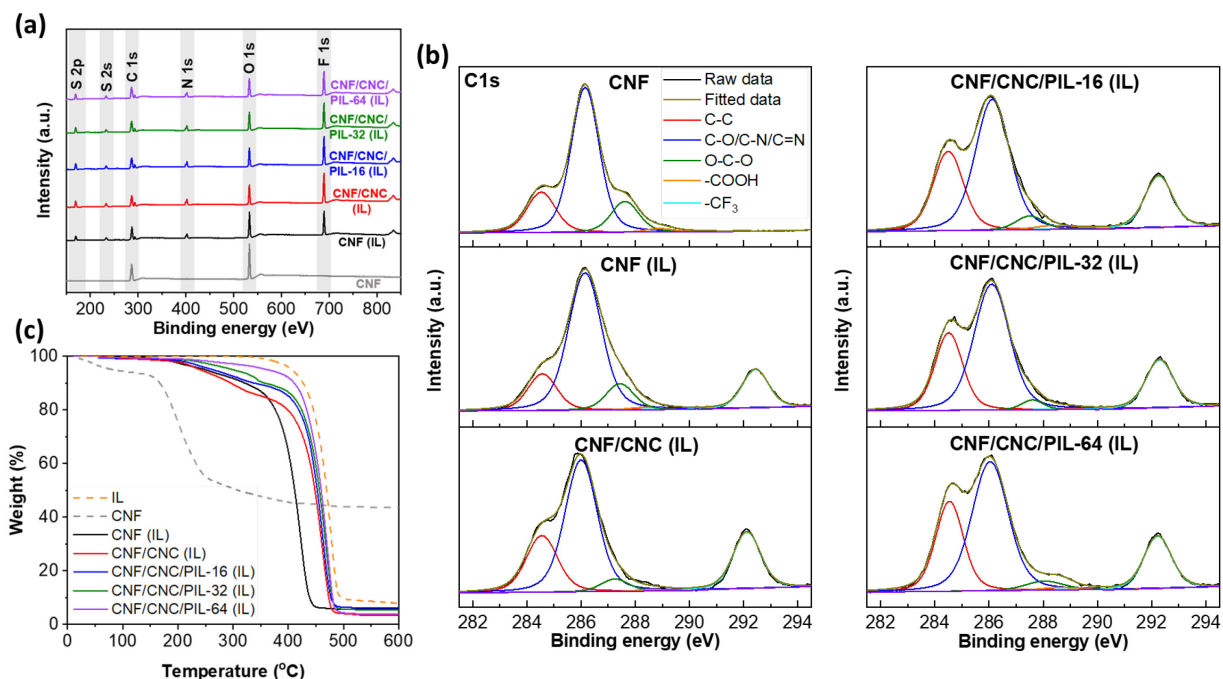 (a)
S 2p
S 2s
C 1s
N 1s
O 1s
F 1s
CNF/CNC/
PIL-64 (IL)
CNF/CNC/
PIL-32 (IL)
CNF/CNC/
PIL-16 (IL)
CNF/CNC
(IL)
CNF (IL)
CNF
Intensity (a.u.)
150 200 300 400 500 600 700 800
Binding energy (eV)
(b)
C1s
CNF
Raw data
Fitted data
C-C
C-O/C-N/C=N
O-C-O
-COOH
-CF3
CNF (IL)
CNF/CNC (IL)
Intensity (a.u.)
282 284 286 288 290 292 294
Binding energy (eV)
CNF/CNC/PIL-16 (IL)
CNF/CNC/PIL-32 (IL)
CNF/CNC/PIL-64 (IL)
Intensity (a.u.)
282 284 286 288 290 292 294
Binding energy (eV)
(c)
100
80
60
40
20
10
0
Weight (%)
IL
CNF
CNF (IL)
CNF/CNC (IL)
CNF/CNC/PIL-16 (IL)
CNF/CNC/PIL-32 (IL)
CNF/CNC/PIL-64 (IL)
0 100 200 300 400 500 600
Temperature (oC)